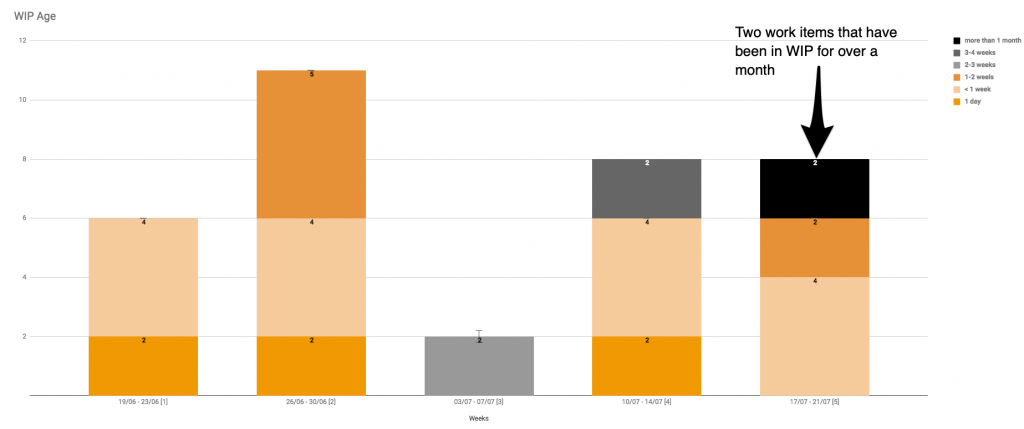 WIP Age
Two work items that have
been in WIP for over a
month
12
10
8
6
4
2
more than 1 month
3-4 weeks
2-3 weeks
1-2 weels
< 1 week
1 day
4
2
5
4
2
2
2
4
2
2
2
4
19/06 - 23/06 [1]
26/06 - 30/06 [2]
03/07 - 07/07 [3]
10/07 - 14/07 [4]
17/07 - 21/07 [5]
Weeks